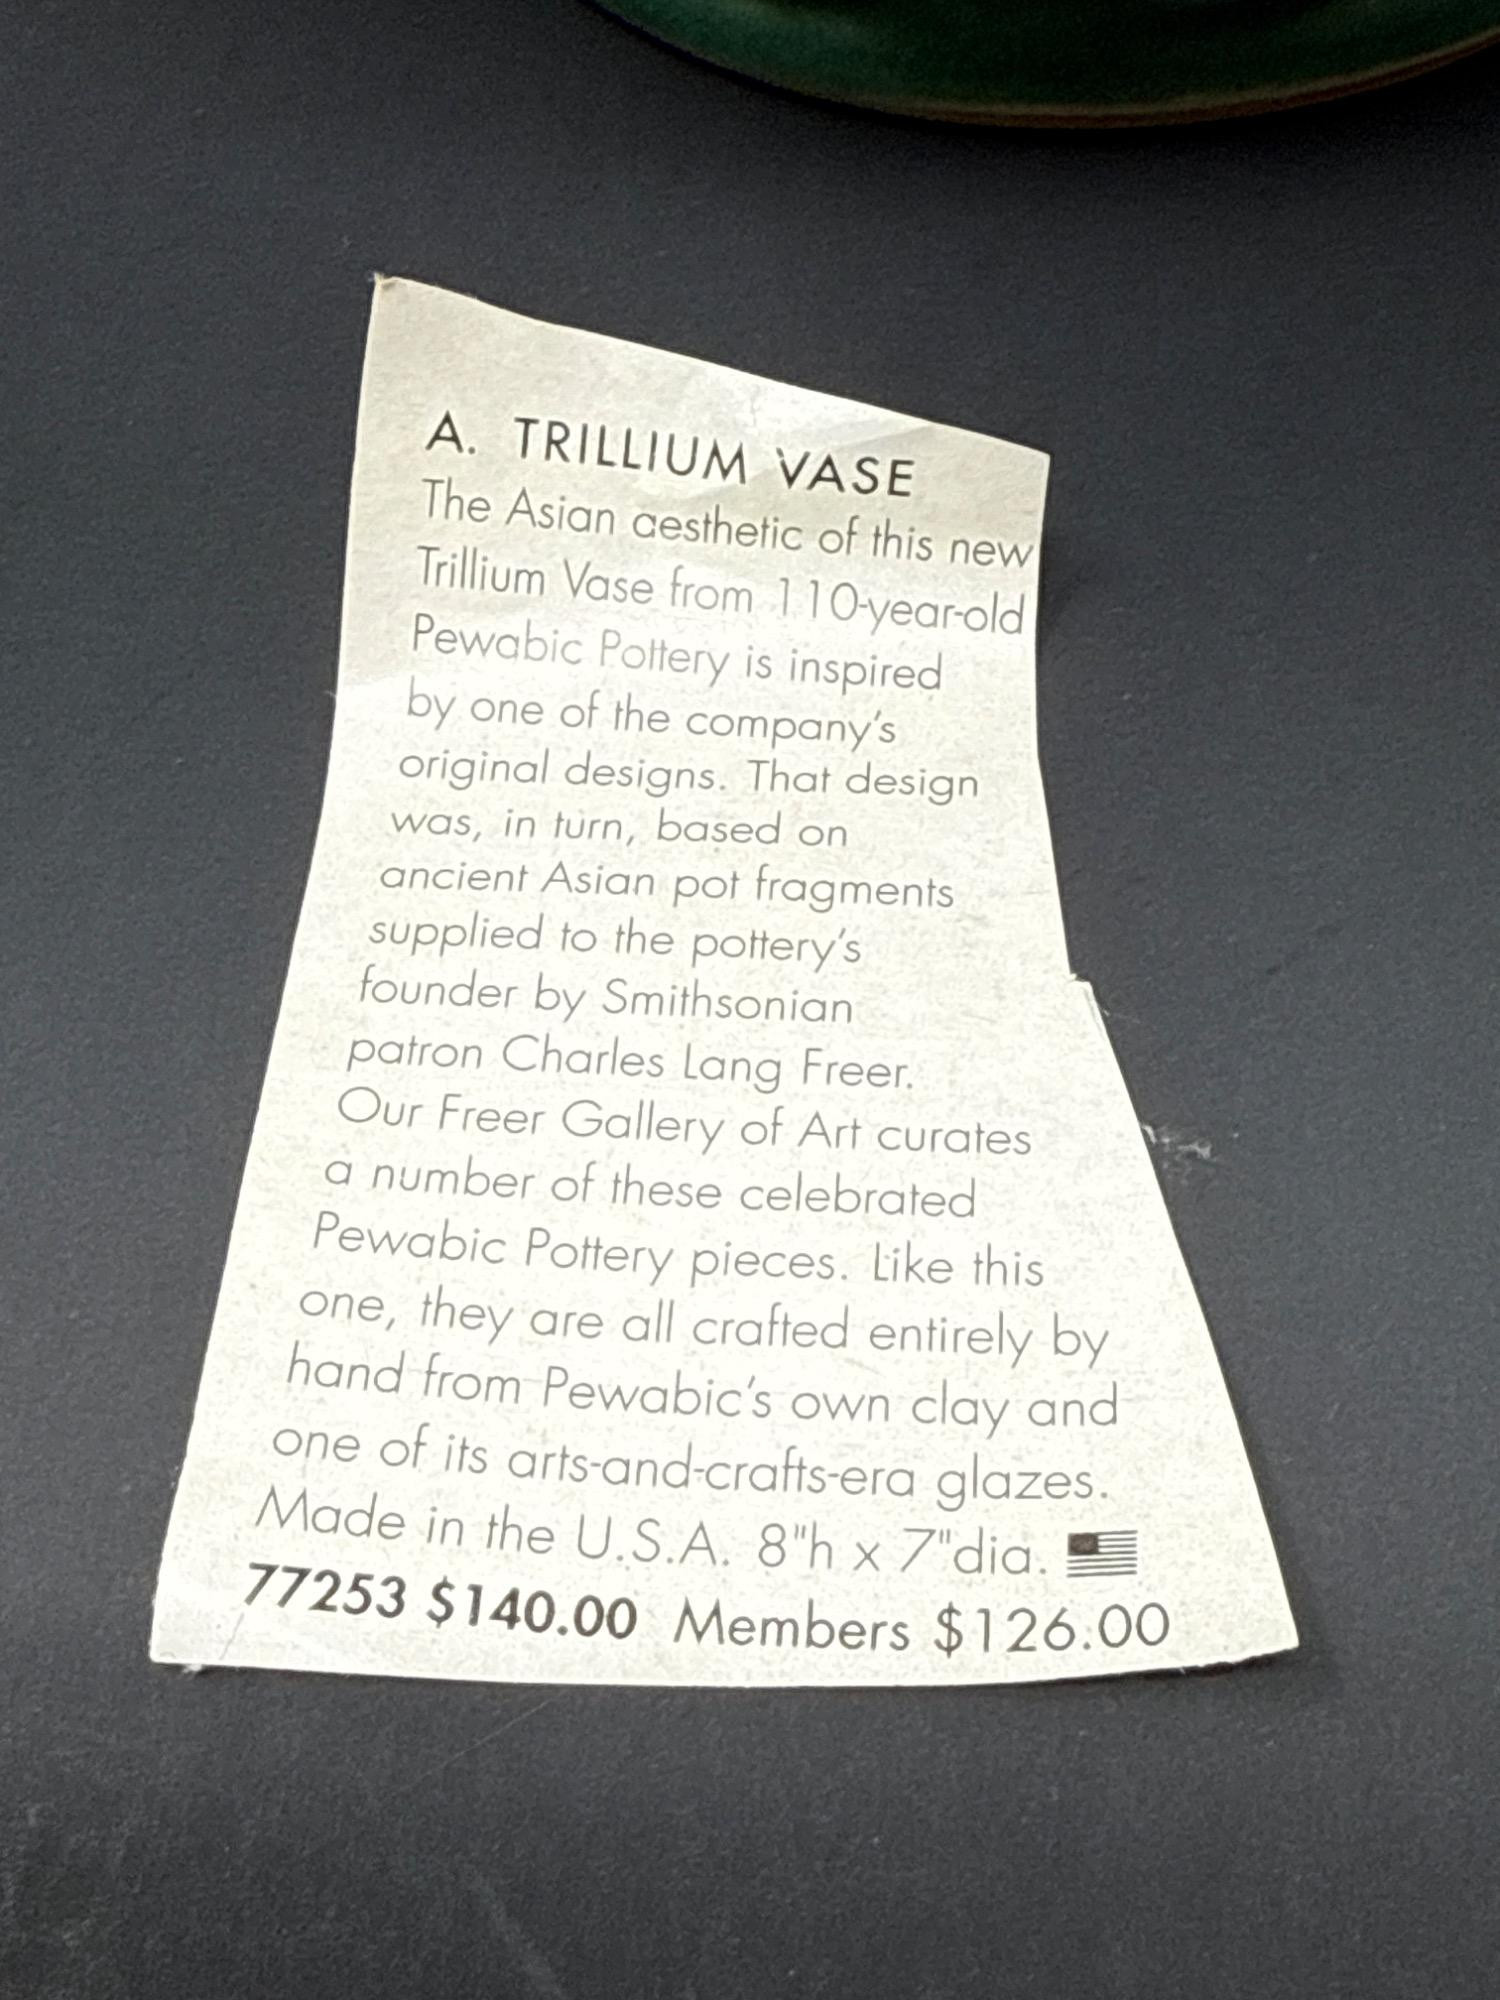 A. TRILLIUM VASE
The Asian aesthetic of this new
Trillium Vase from 110-year-old
Pewabic Pottery is inspired
by one of the company's
original designs. That design
was, in turn, based on
ancient Asian pot fragments
supplied to the pottery's
founder by Smithsonian
patron Charles Lang Freer.
Our Freer Gallery of Art curates
a number of these celebrated
Pewabic Pottery pieces. Like this
one, they are all crafted entirely by
hand from Pewabic's own clay and
one of its arts-and-crafts-era glazes.
Made in the U.S.A. 8"h x 7"dia.
77253 $140.00 Members $126.00